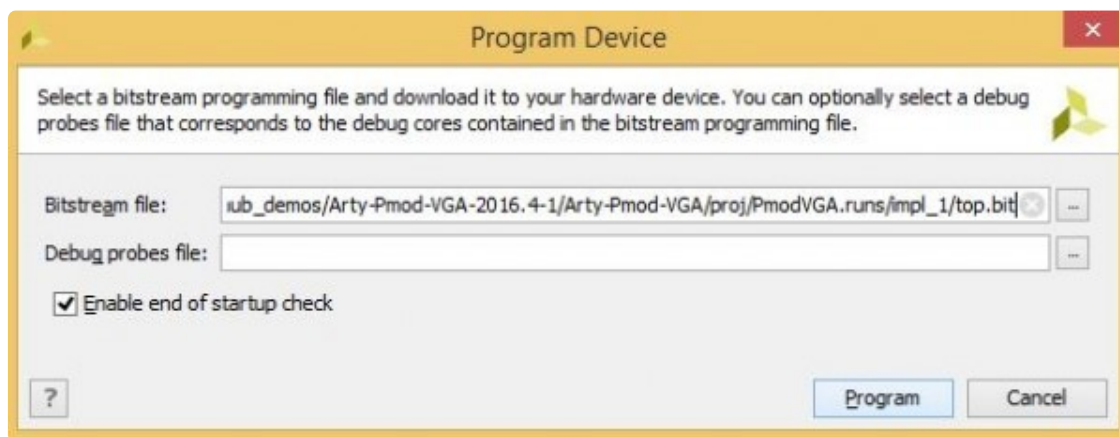 Program Device
Select a bitstream programming file and download it to your hardware device. You can optionally select a debug
probes file that corresponds to the debug cores contained in the bitstream programming file.
Bitstream file: ub_demos/Arty-Pmod-VGA-2016.4-1/Arty-Pmod-VGA/proj/PmodVGA.runs/impl_1/top.bit ...
Debug probes file: ...
Enable end of startup check
? Program Cancel